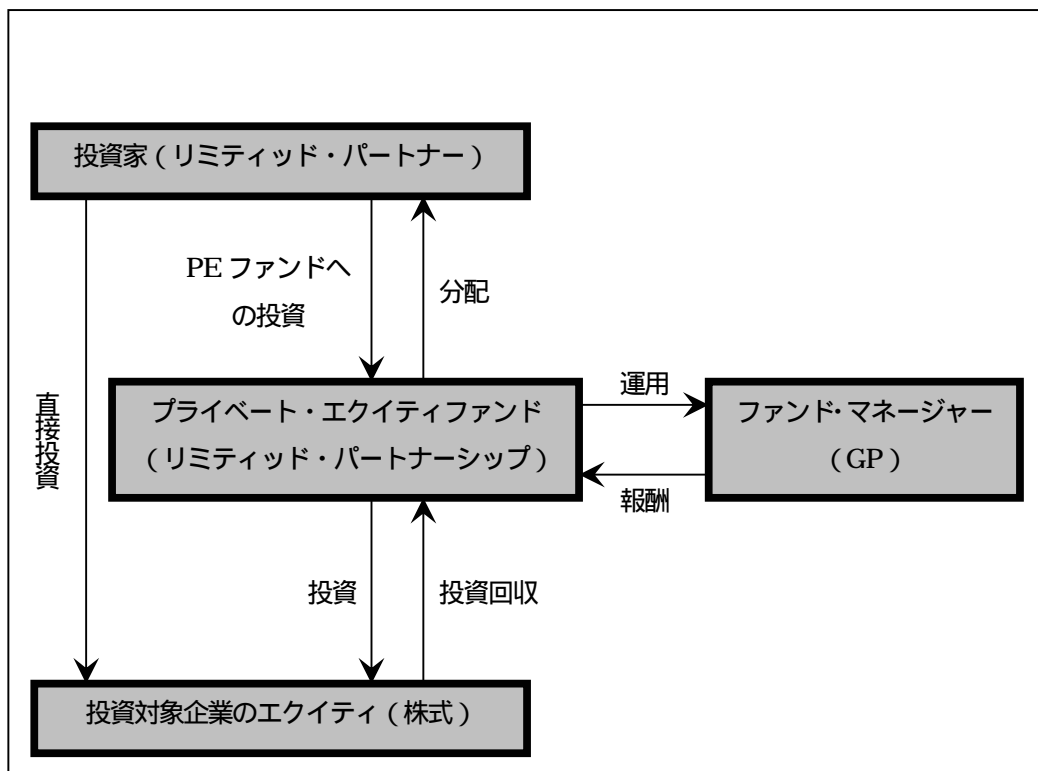 投資家（リミティッド・パートナー）
PE ファンドへ
の投資
分配
直接投資
プライベート・エクイティファンド
（リミティッド・パートナーシップ）
運用
報酬
ファンド・マネージャー
（GP）
投資
投資回収
投資対象企業のエクイティ（株式）